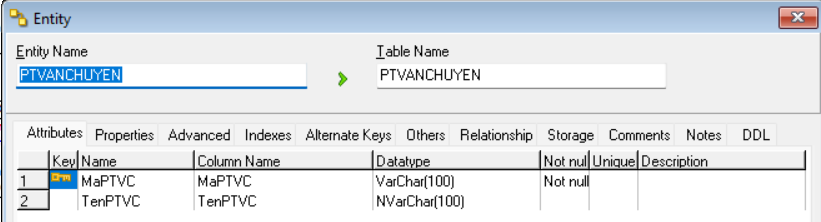 Entity
Entity Name
Table Name
PTVANCHUYEN
PTVANCHUYEN
Attributes Properties Advanced Indexes Alternate Keys Others Relationship Storage Comments Notes DDL
Key Name Column Name Datatype Not nul Unique Description
1 MaPTVC MaPTVC VarChar(100) Not null
2 TenPTVC TenPTVC NVarChar(100)